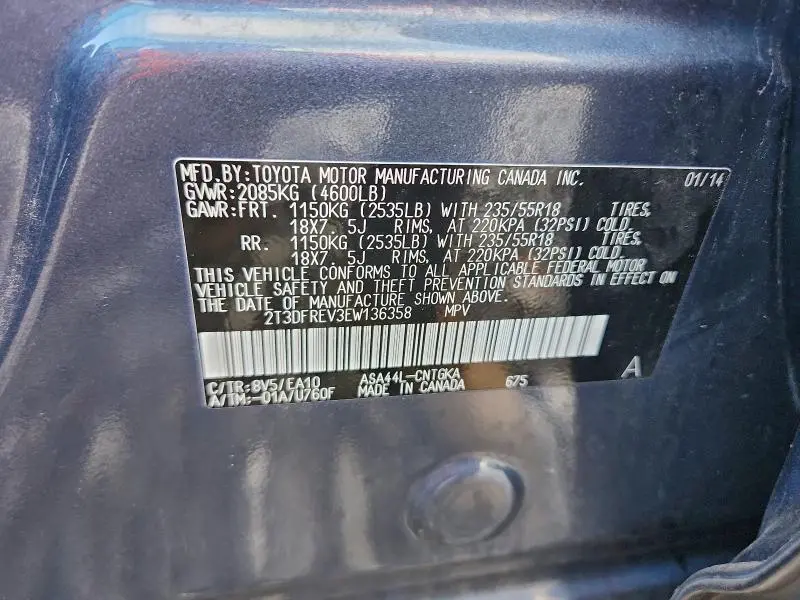 MFD.BY:TOYOTA MOTOR MANUFACTURING CANADA INC. 01/14
GVWR:2085KG (4600LB)
GAWR:FRT. 1150KG (2535LB) WITH 235/55R18 TIRES,
18X7. 5J RIMS, AT 220KPA (32PSI) COLD.
RR. 1150KG (2535LB) WITH 235/55R18 TIRES,
18X7. 5J RIMS, AT 220KPA (32PSI) COLD.
THIS VEHICLE CONFORMS TO ALL APPLICABLE FEDERAL MOTOR
VEHICLE SAFETY AND THEFT PREVENTION STANDARDS IN EFFECT ON
THE DATE OF MANUFACTURE SHOWN ABOVE.
2T3DFREV3EW136358 MPV
C/TR:8V5/EA10 ASA44L-CNTGKA 675 A
A/TM:-01A/U760F MADE IN CANADA